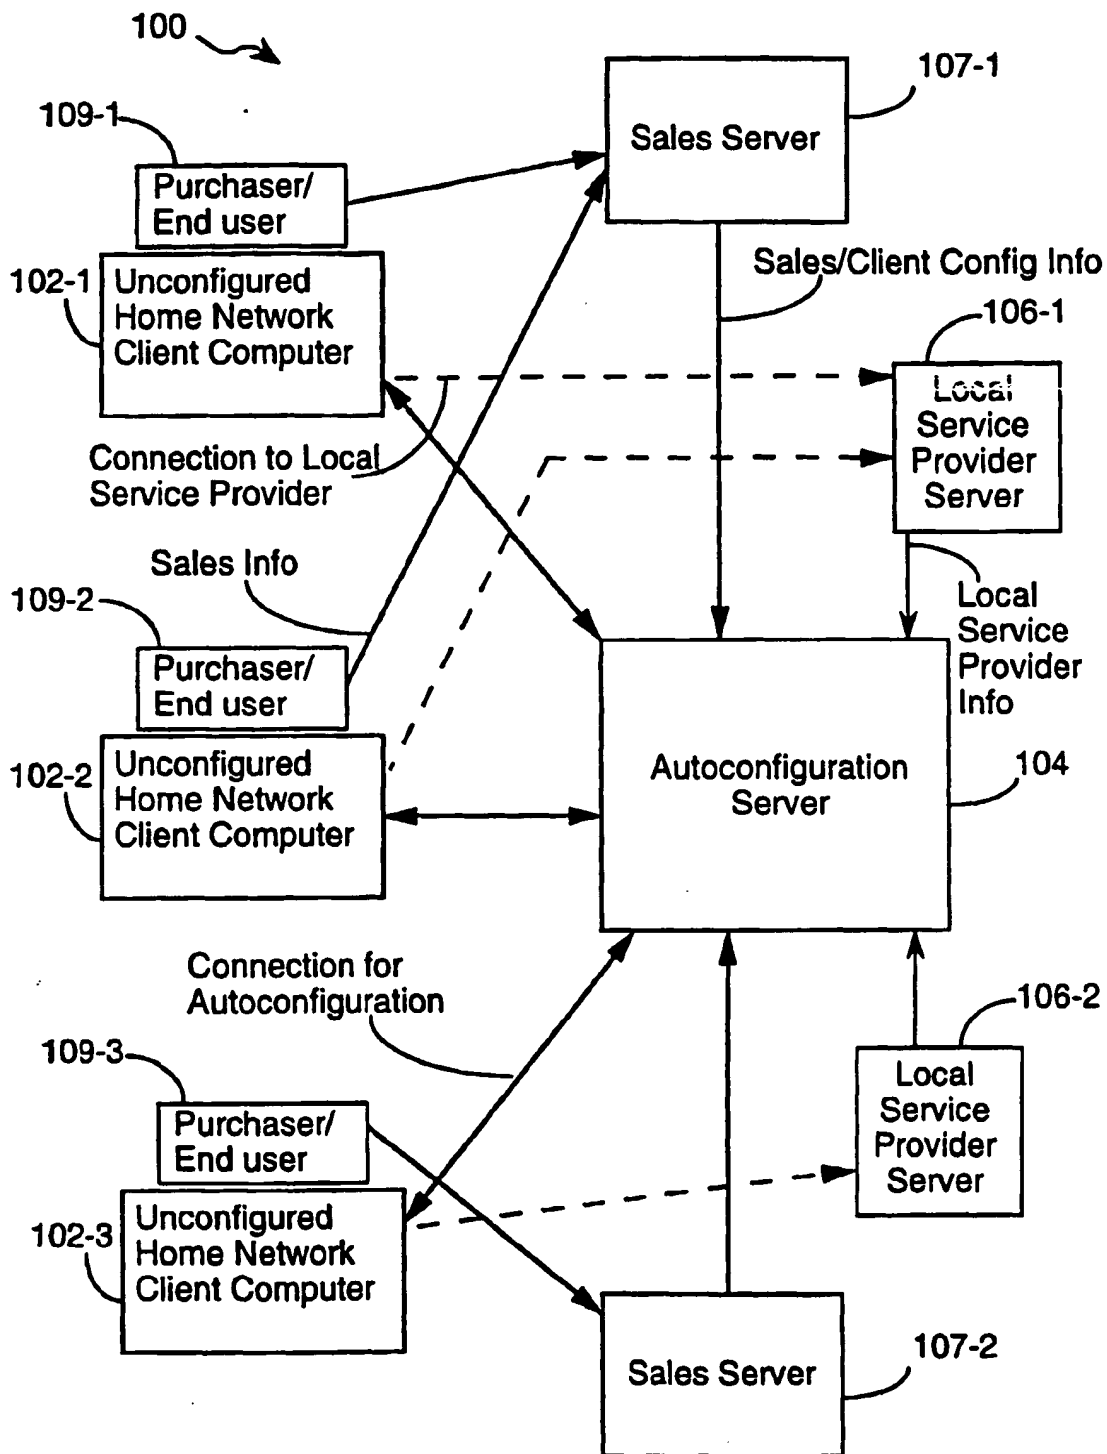 100
107-1
109-1
Sales Server
Purchaser/
End user
Sales/Client Config Info
102-1
Unconfigured
Home Network
Client Computer
106-1
Local
Service
Provider
Server
Connection to Local
Service Provider
Sales Info
109-2
Local
Service
Provider
Info
Purchaser/
End user
102-2
Unconfigured
Home Network
Client Computer
Autoconfiguration
Server
104
Connection for
Autoconfiguration
106-2
109-3
Local
Service
Provider
Server
Purchaser/
End user
102-3
Unconfigured
Home Network
Client Computer
107-2
Sales Server